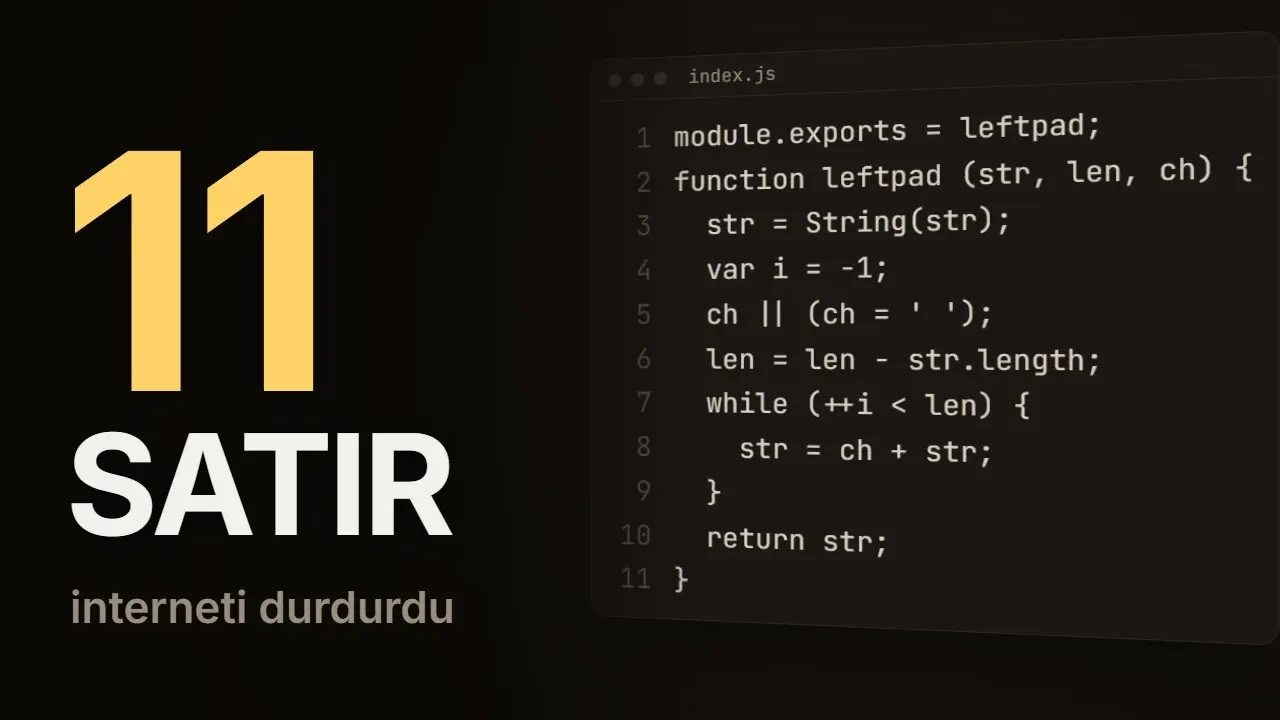 11
SATIR
interneti durdurdu
index.js
1 module.exports = leftpad;
2 function leftpad (str, len, ch) {
3   str = String(str);
4   var i = -1;
5   ch || (ch = ' ');
6   len = len - str.length;
7   while (++i < len) {
8     str = ch + str;
9   }
10   return str;
11 }